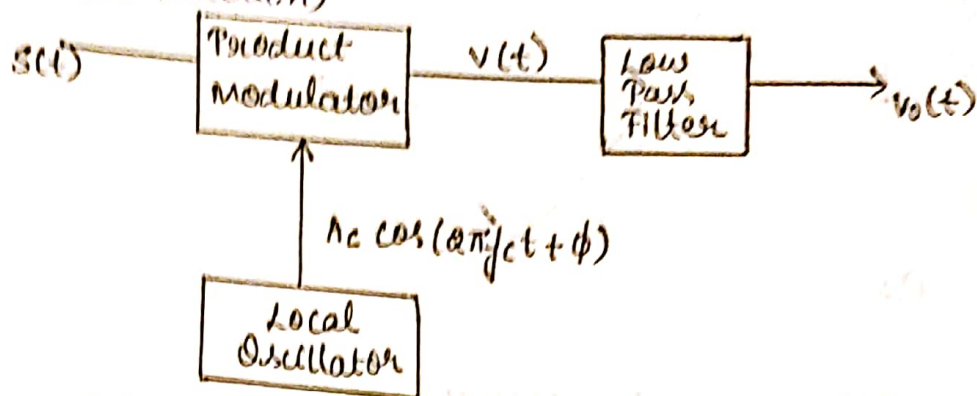 Product
S(t)
Modulator
v(t)
Low
Pass
Filter
v₀(t)
Ac cos(2πfct + ϕ)
Local
Oscillator